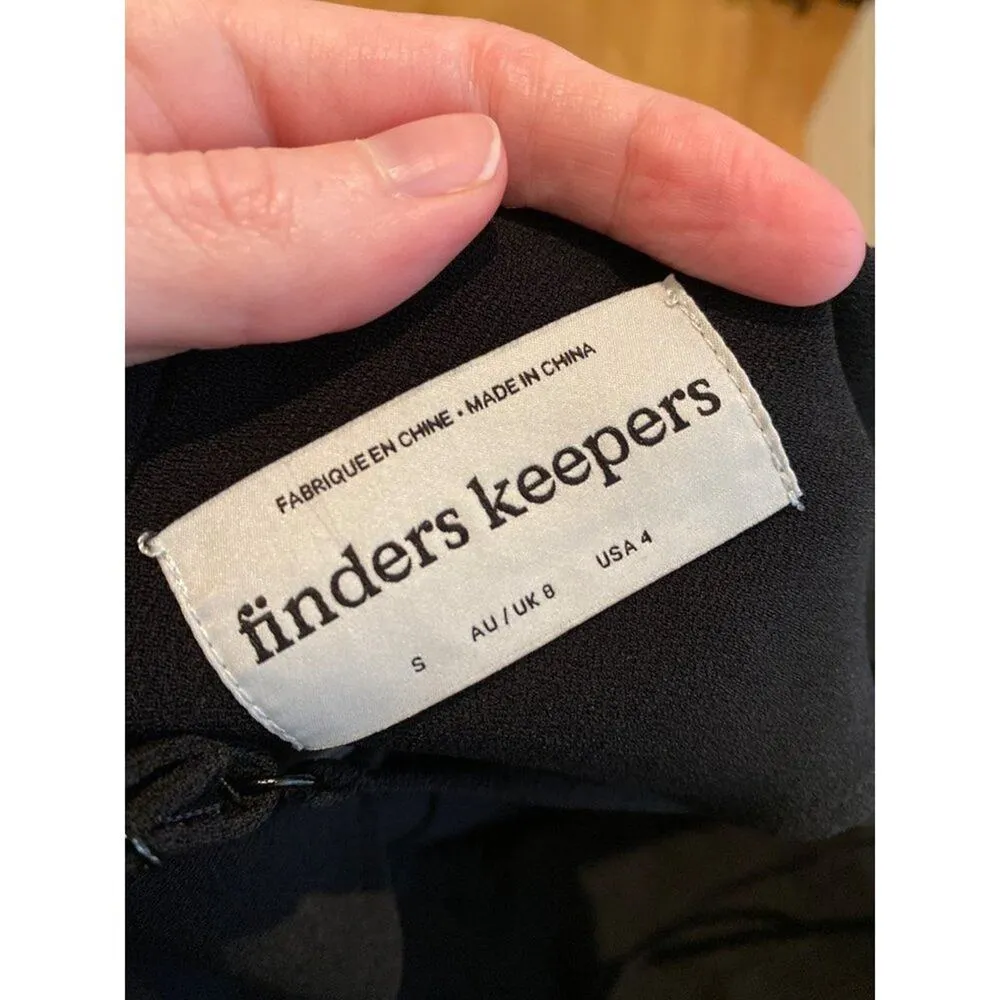 FABRIQUE EN CHINE • MADE IN CHINA
finders keepers
S AU / UK 8 USA 4